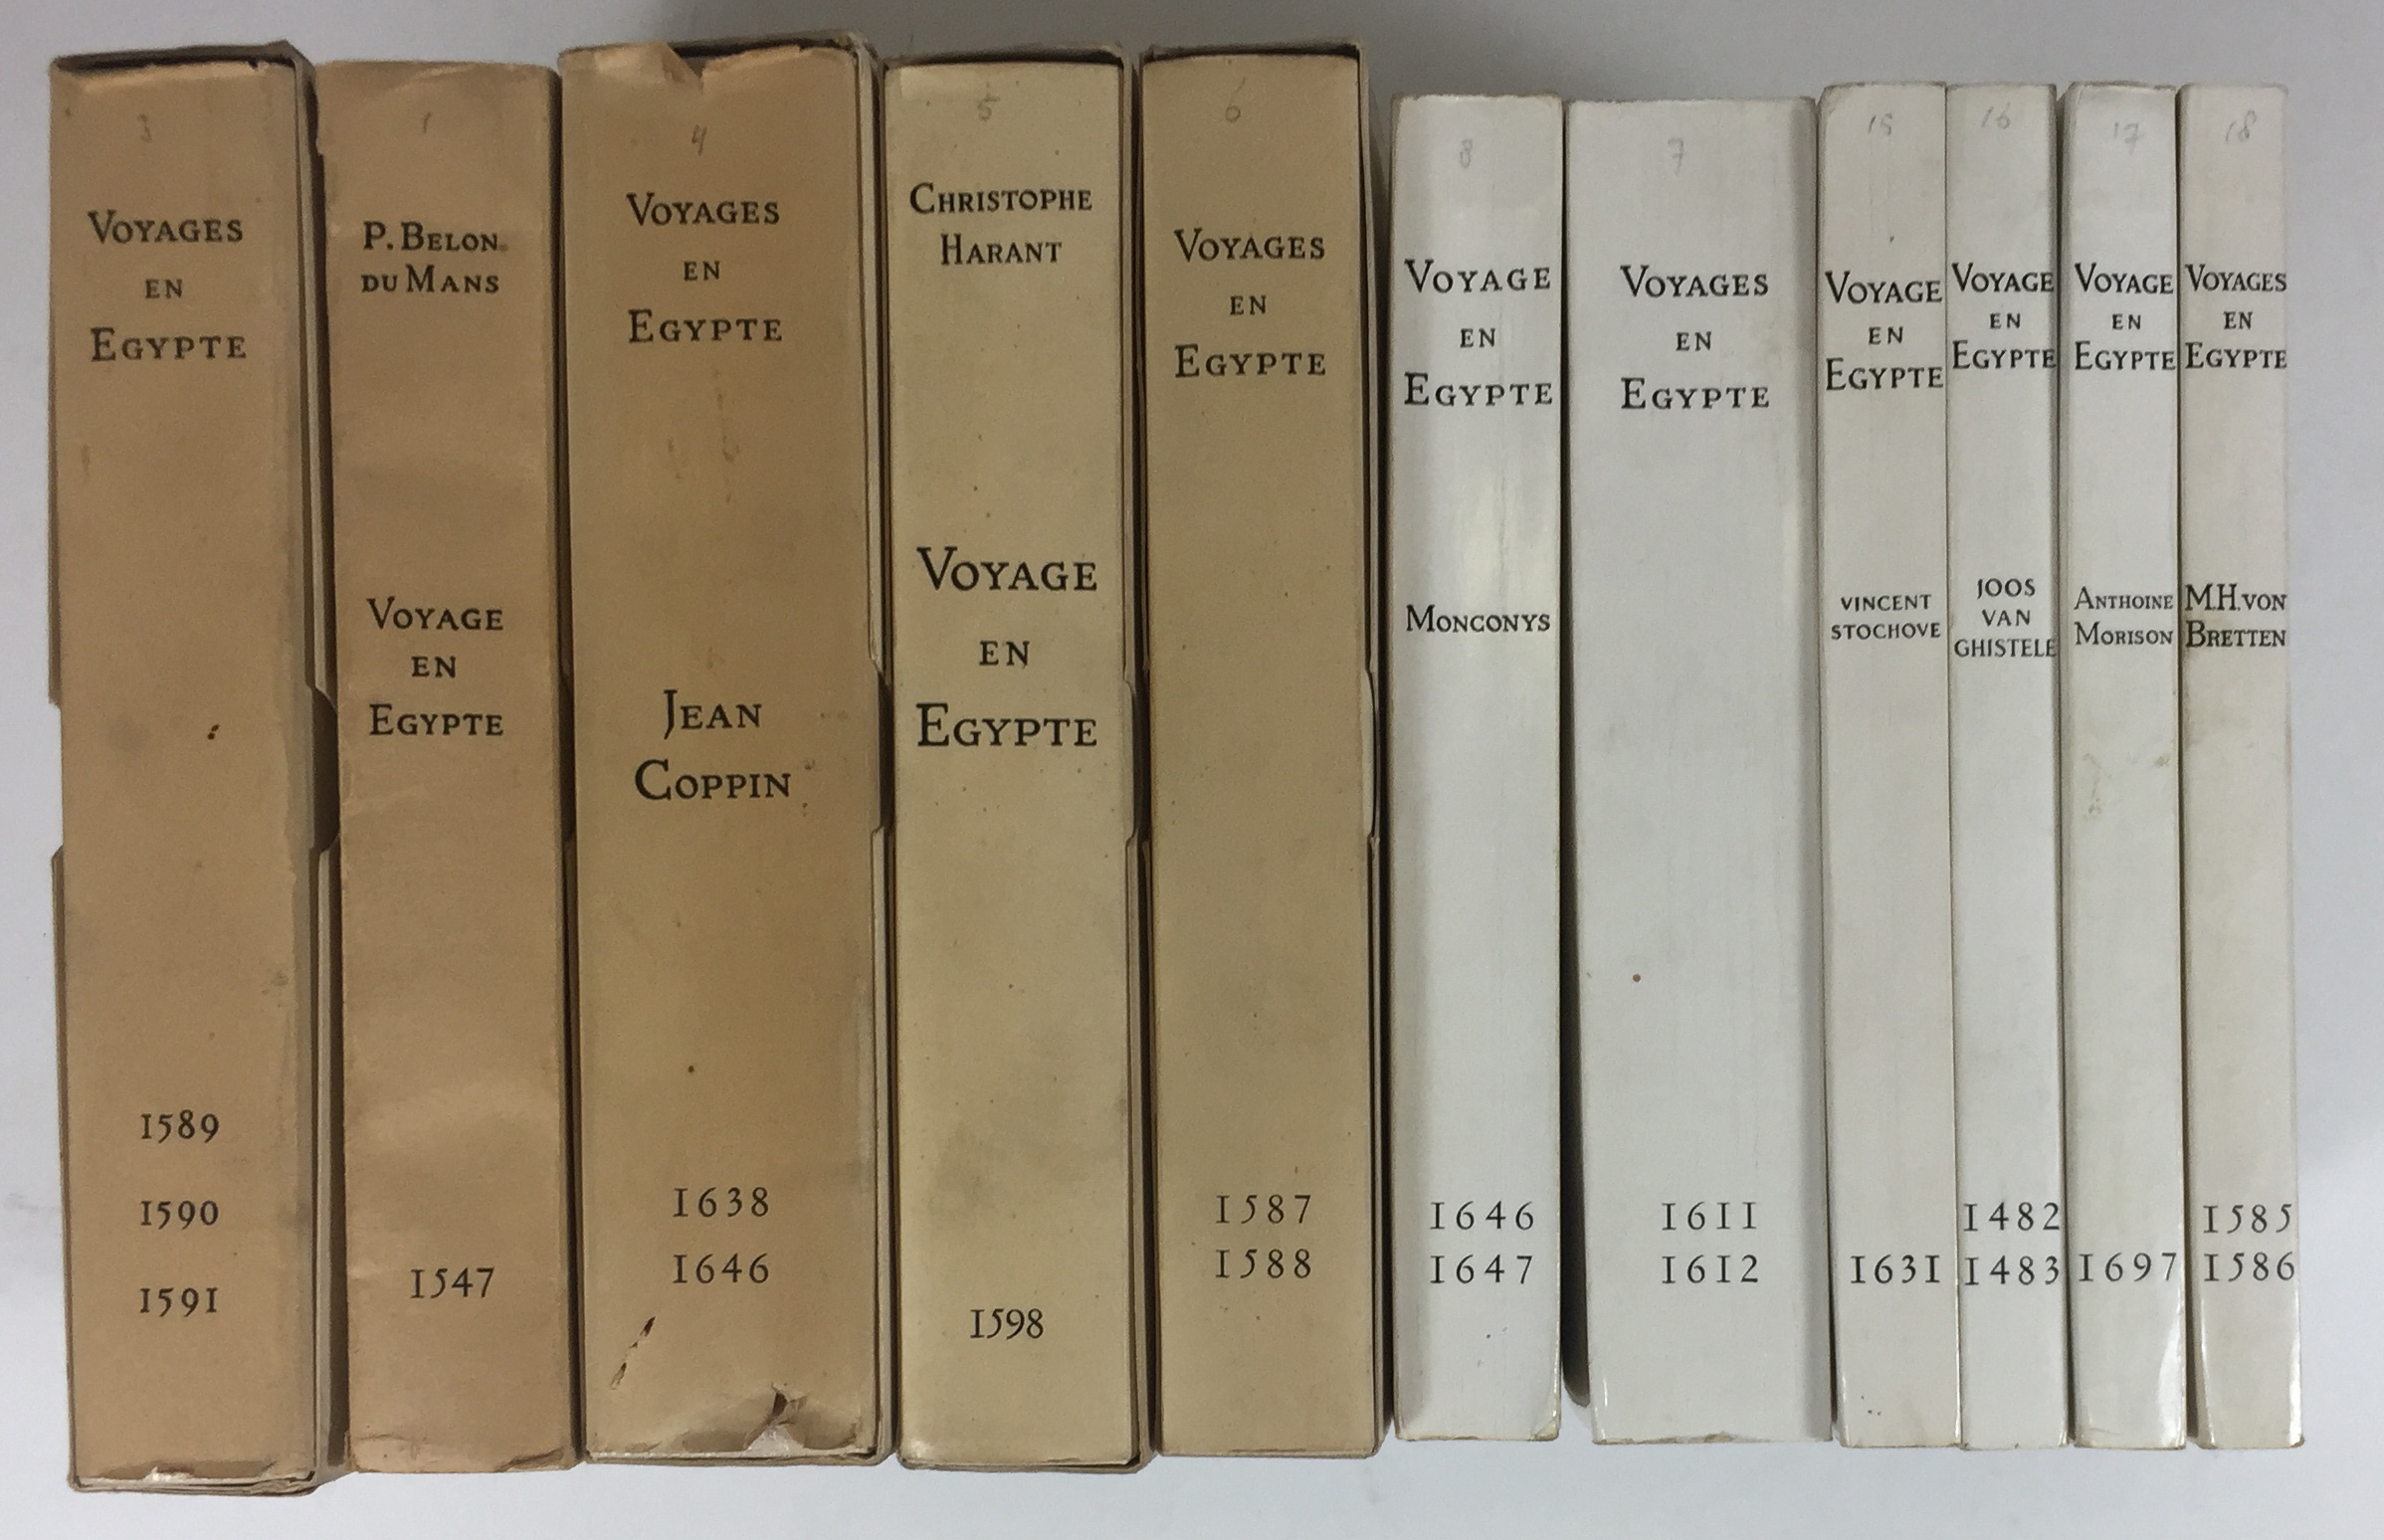 3
VOYAGES
EN
EGYPTE
1589
1590
1591
1
P. BELON
DU MANS
VOYAGE
EN
EGYPTE
1547
4
VOYAGES
EN
EGYPTE
JEAN
COPPIN
1638
1646
5
CHRISTOPHE
HARANT
VOYAGE
EN
EGYPTE
1598
6
VOYAGES
EN
EGYPTE
1587
1588
8
VOYAGE
EN
EGYPTE
MONCONYS
1646
1647
7
VOYAGES
EN
EGYPTE
1611
1612
15
VOYAGE
EN
EGYPTE
VINCENT
STOCHOVE
1631
16
VOYAGE
EN
EGYPTE
JOOS
VAN
GHISTELE
1482
1483
17
VOYAGE
EN
EGYPTE
ANTHOINE
MORISON
1697
18
VOYAGES
EN
EGYPTE
M.H. VON
BRETTEN
1585
1586